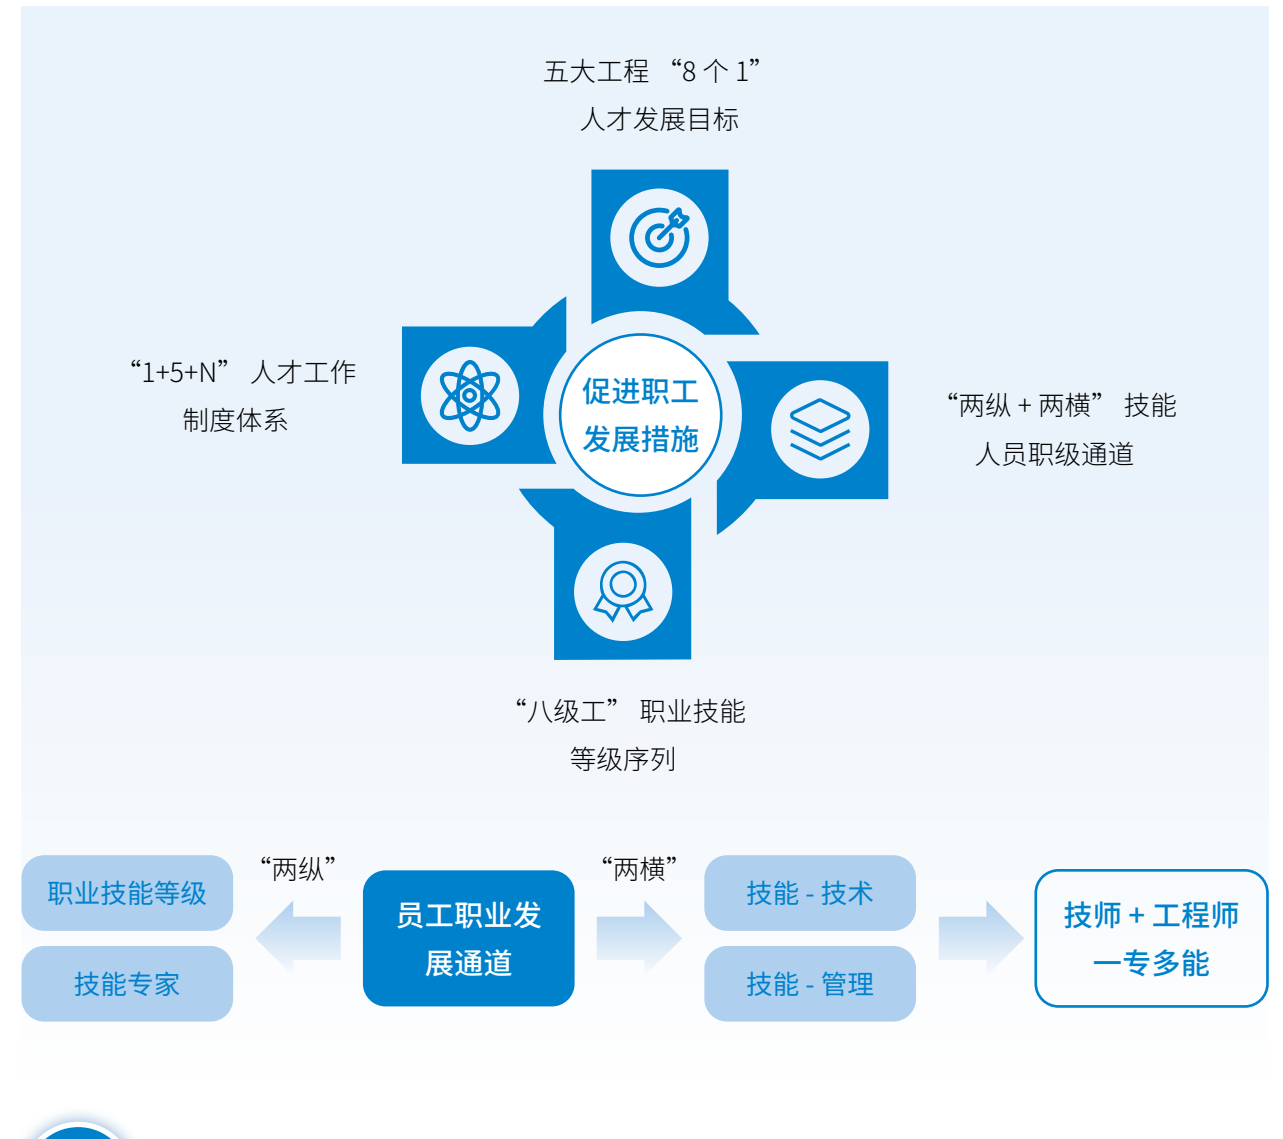 五大工程 “8 个 1”
人才发展目标
“1+5+N” 人才工作
制度体系
促进职工
发展措施
“两纵 + 两横” 技能
人员职级通道
“八级工” 职业技能
等级序列
职业技能等级
技能专家
“两纵”
员工职业发
展通道
“两横”
技能 - 技术
技能 - 管理
技师 + 工程师
一专多能